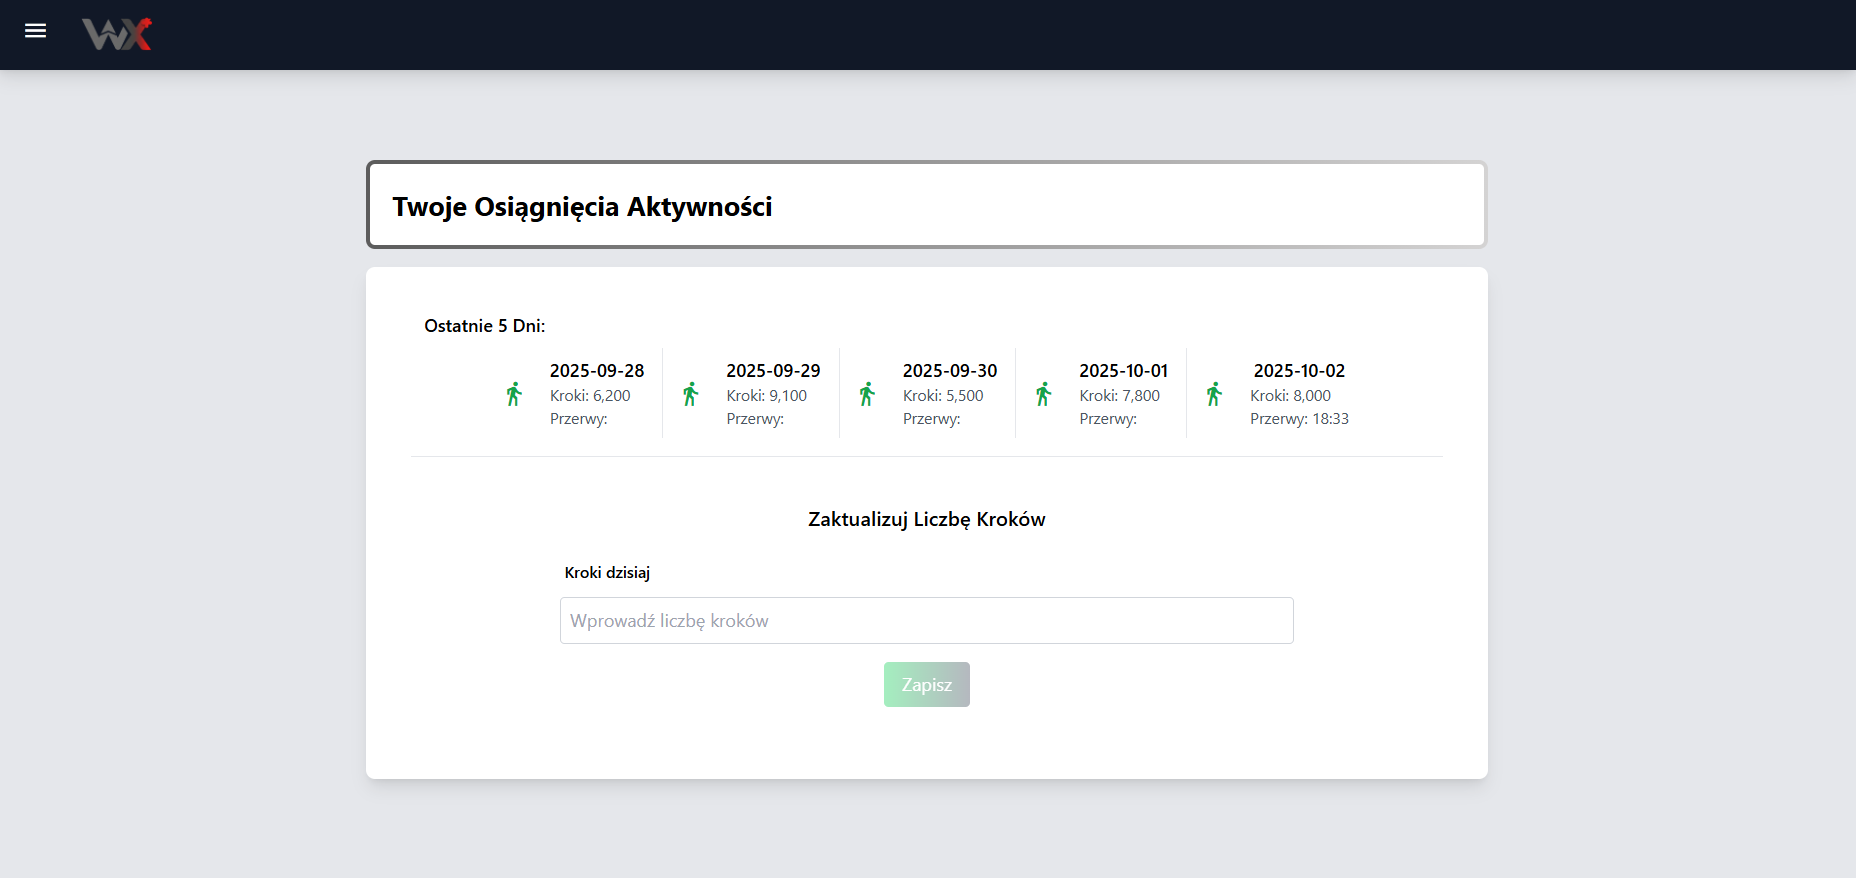 WX
Twoje Osiągnięcia Aktywności
Ostatnie 5 Dni:
2025-09-28
Kroki: 6,200
Przerwy:
2025-09-29
Kroki: 9,100
Przerwy:
2025-09-30
Kroki: 5,500
Przerwy:
2025-10-01
Kroki: 7,800
Przerwy:
2025-10-02
Kroki: 8,000
Przerwy: 18:33
Zaktualizuj Liczbę Kroków
Kroki dzisiaj
Wprowadź liczbę kroków
Zapisz